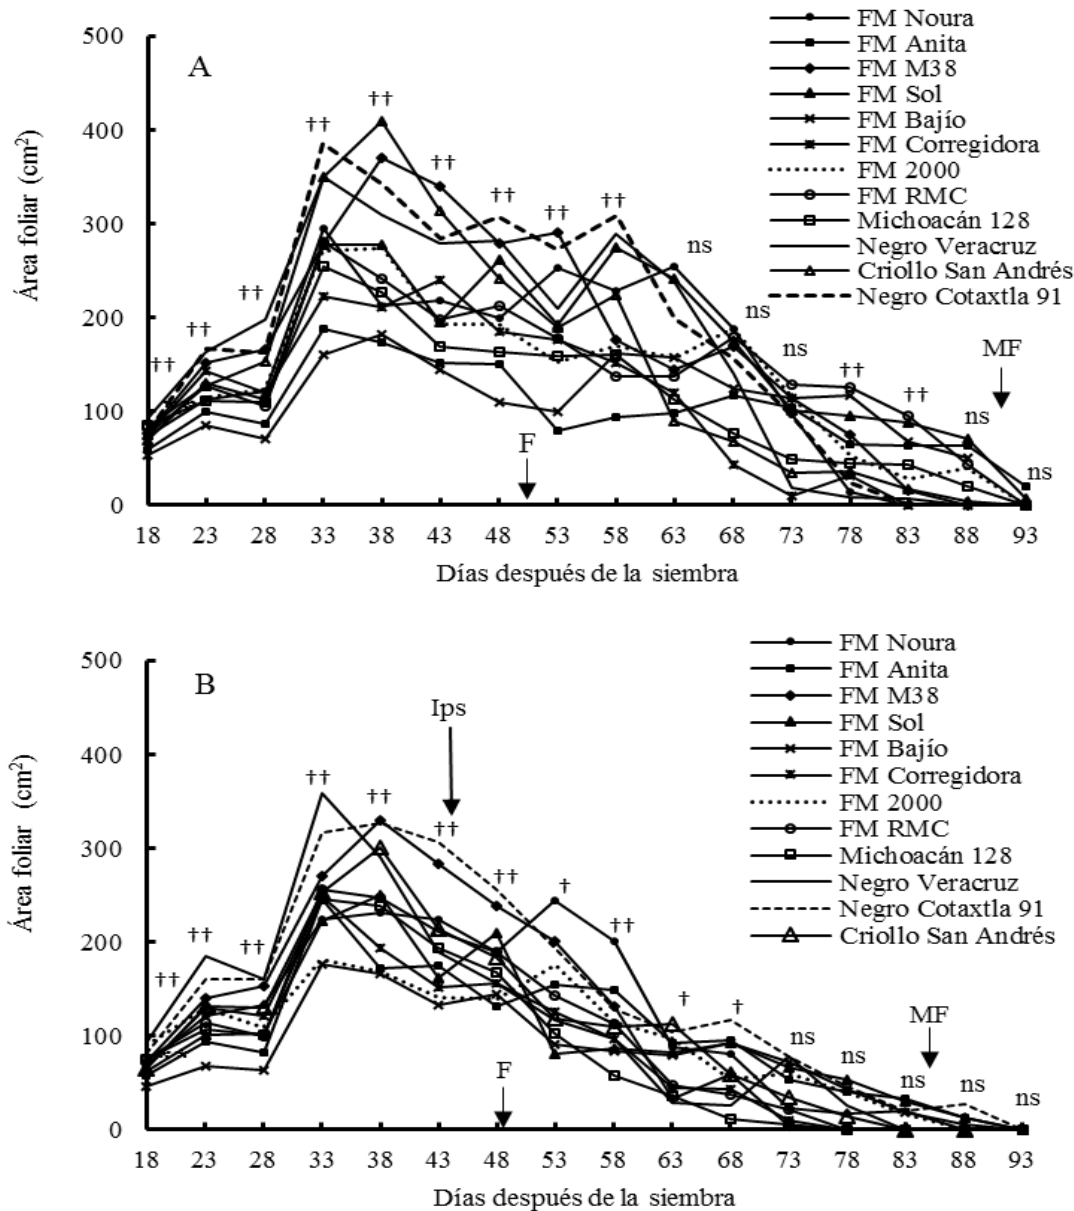 A
FM Noura
FM Anita
FM M38
FM Sol
FM Bajío
FM Corregidora
FM 2000
FM RMC
Michoacán 128
Negro Veracruz
Criollo San Andrés
Negro Cotaxtla 91
Área foliar (cm²)
500
400
300
200
100
0
†† †† †† †† †† †† †† †† †† ns ns ns †† †† ns ns
F
MF
18 23 28 33 38 43 48 53 58 63 68 73 78 83 88 93
Días después de la siembra
B
FM Noura
FM Anita
FM M38
FM Sol
FM Bajío
FM Corregidora
FM 2000
FM RMC
Michoacán 128
Negro Veracruz
Negro Cotaxtla 91
Criollo San Andrés
Área foliar (cm²)
500
400
300
200
100
0
Ips
†† †† †† †† †† †† †† † †† † † ns ns ns ns ns
F
MF
18 23 28 33 38 43 48 53 58 63 68 73 78 83 88 93
Días después de la siembra